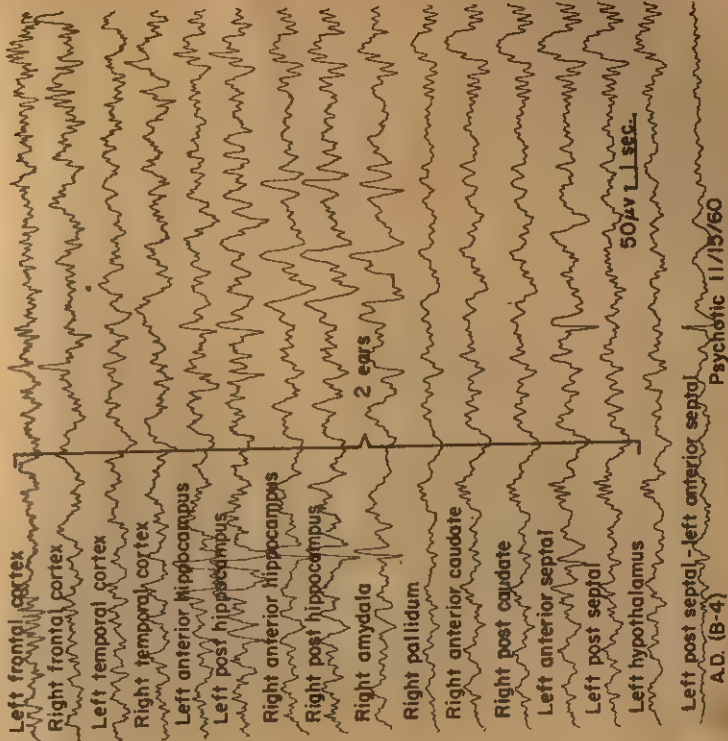 Left frontal cortex
Right frontal cortex
Left temporal cortex
Right temporal cortex
Left anterior hippocampus
Left post hippocampus
Right anterior hippocampus
Right post hippocampus
2 ears
Right amydala
Right pallidum
Right anterior caudate
Right post caudate
Left anterior septal
Left post septal
50μv 1 sec.
Left hypothalamus
Left post septal-left anterior septal
A.D. (B-4) Psychotic 11/15/60